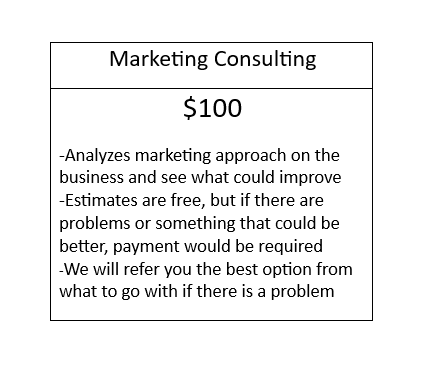 Marketing Consulting
$100
-Analyzes marketing approach on the
business and see what could improve
-Estimates are free, but if there are
problems or something that could be
better, payment would be required
-We will refer you the best option from
what to go with if there is a problem